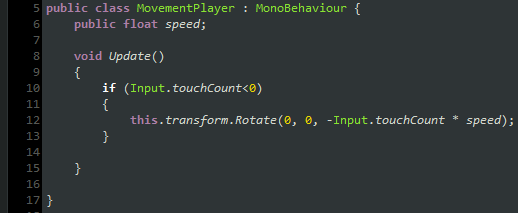 5 public class MovementPlayer : MonoBehaviour {
6 public float speed;
7
8 void Update()
9 {
10 if (Input.touchCount<0)
11 {
12 this.transform.Rotate(0, 0, -Input.touchCount * speed);
13 }
14
15 }
16
17 }